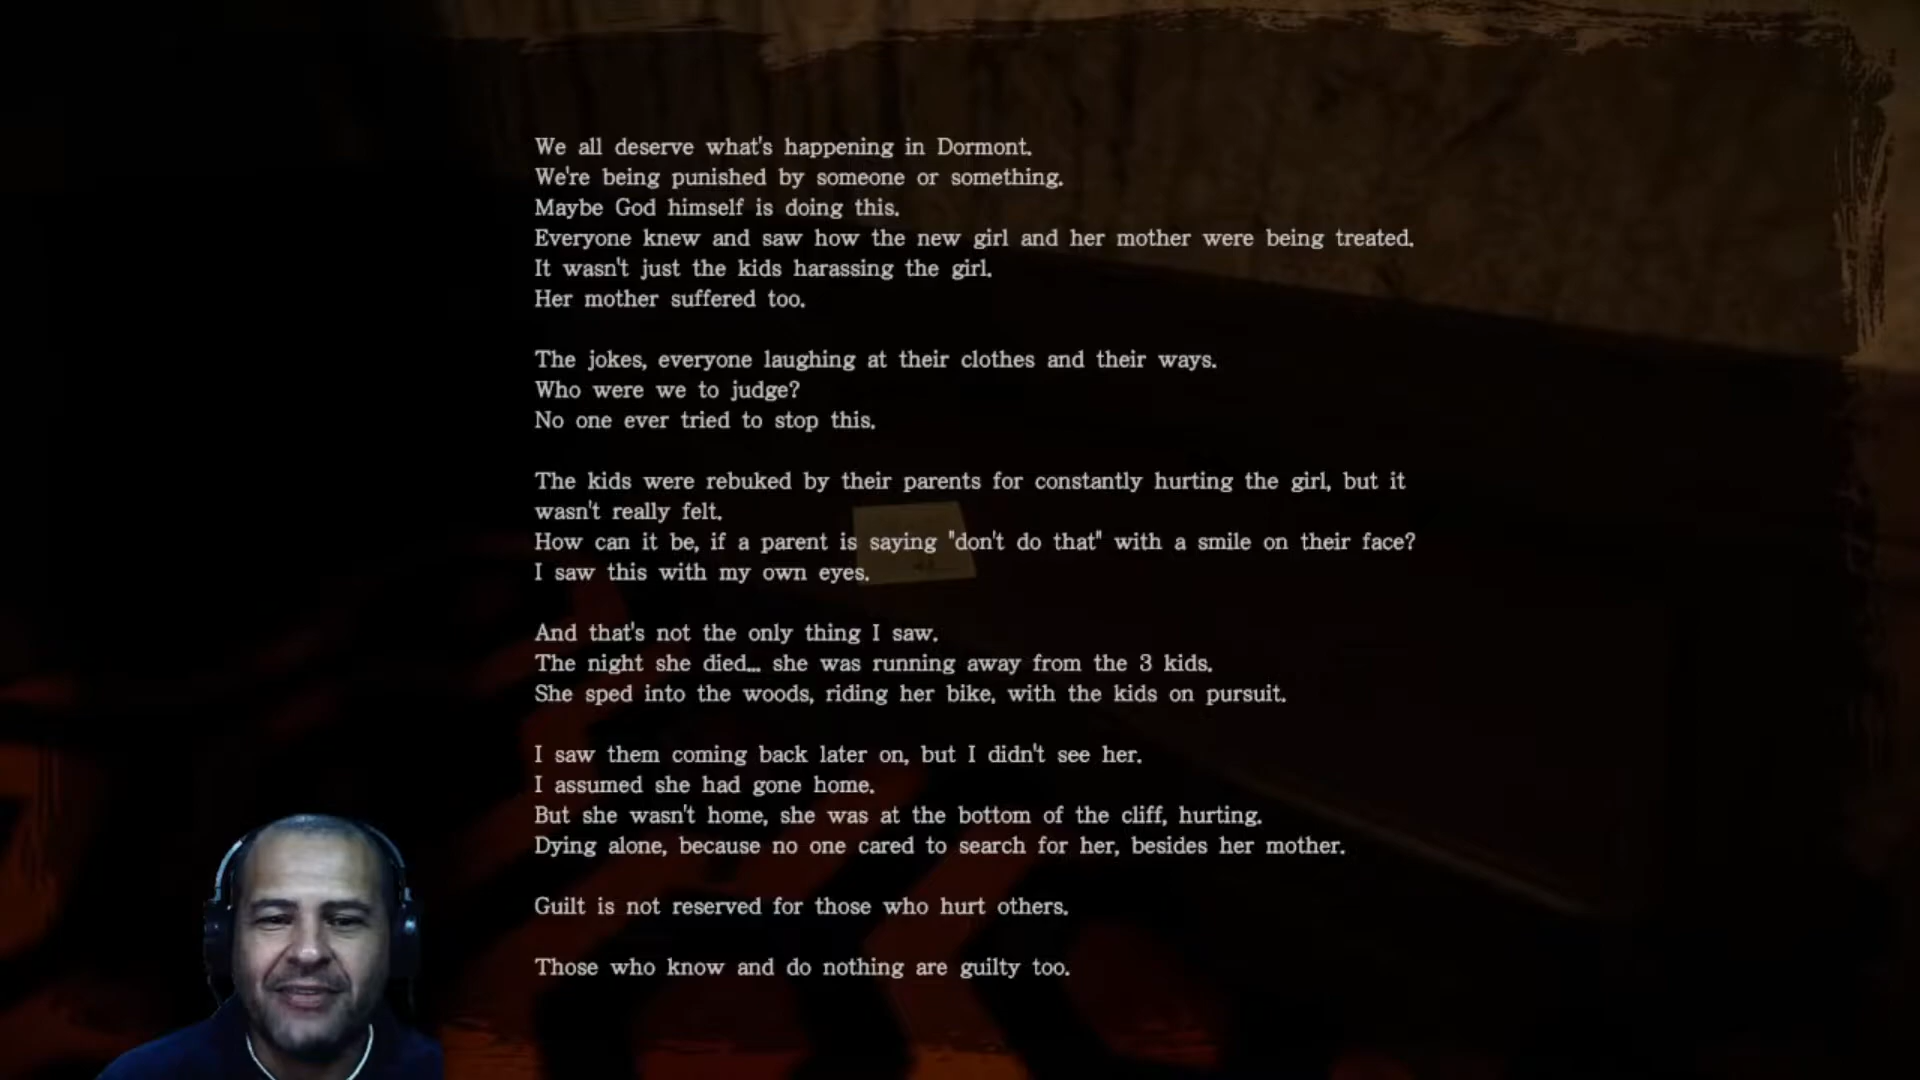 We all deserve what's happening in Dormont.
We're being punished by someone or something.
Maybe God himself is doing this.
Everyone knew and saw how the new girl and her mother were being treated.
It wasn't just the kids harassing the girl.
Her mother suffered too.
The jokes, everyone laughing at their clothes and their ways.
Who were we to judge?
No one ever tried to stop this.
The kids were rebuked by their parents for constantly hurting the girl, but it
wasn't really felt.
How can it be, if a parent is saying "don't do that" with a smile on their face?
I saw this with my own eyes.
And that's not the only thing I saw.
The night she died... she was running away from the 3 kids.
She sped into the woods, riding her bike, with the kids on pursuit.
I saw them coming back later on, but I didn't see her.
I assumed she had gone home.
But she wasn't home, she was at the bottom of the cliff, hurting.
Dying alone, because no one cared to search for her, besides her mother.
Guilt is not reserved for those who hurt others.
Those who know and do nothing are guilty too.